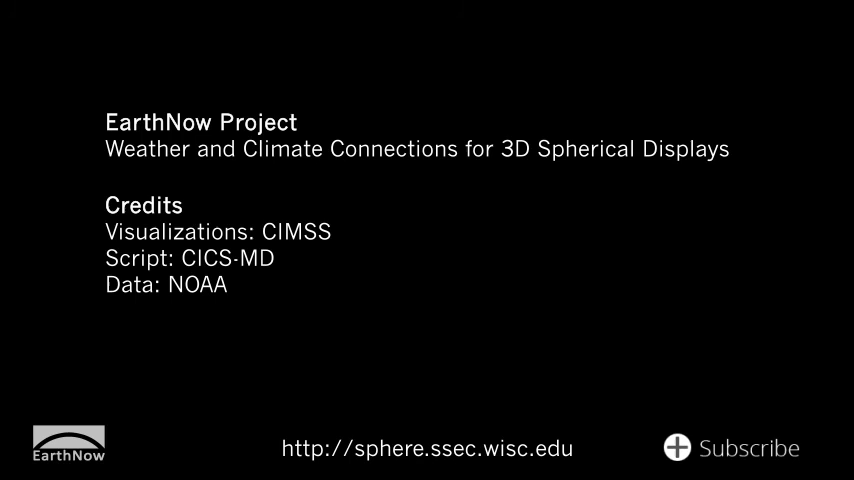 EarthNow Project
Weather and Climate Connections for 3D Spherical Displays
Credits
Visualizations: CIMSS
Script: CICS-MD
Data: NOAA
EarthNow
http://sphere.ssec.wisc.edu
Subscribe